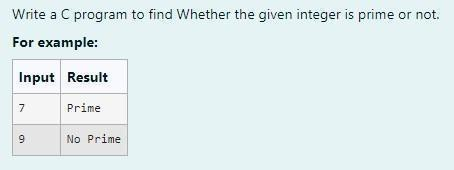 Write a C program to find Whether the given integer is prime or not.
For example:
Input Result
7 Prime
9 No Prime